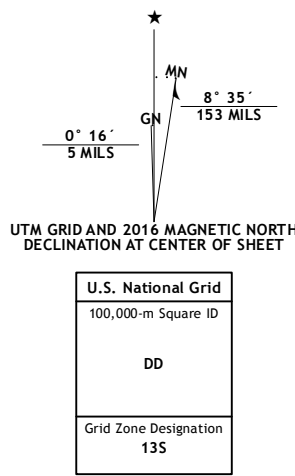 ★
MN
GN
8° 35´
153 MILS
0° 16´
5 MILS
UTM GRID AND 2016 MAGNETIC NORTH
DECLINATION AT CENTER OF SHEET
U.S. National Grid
100,000-m Square ID
DD
Grid Zone Designation
13S